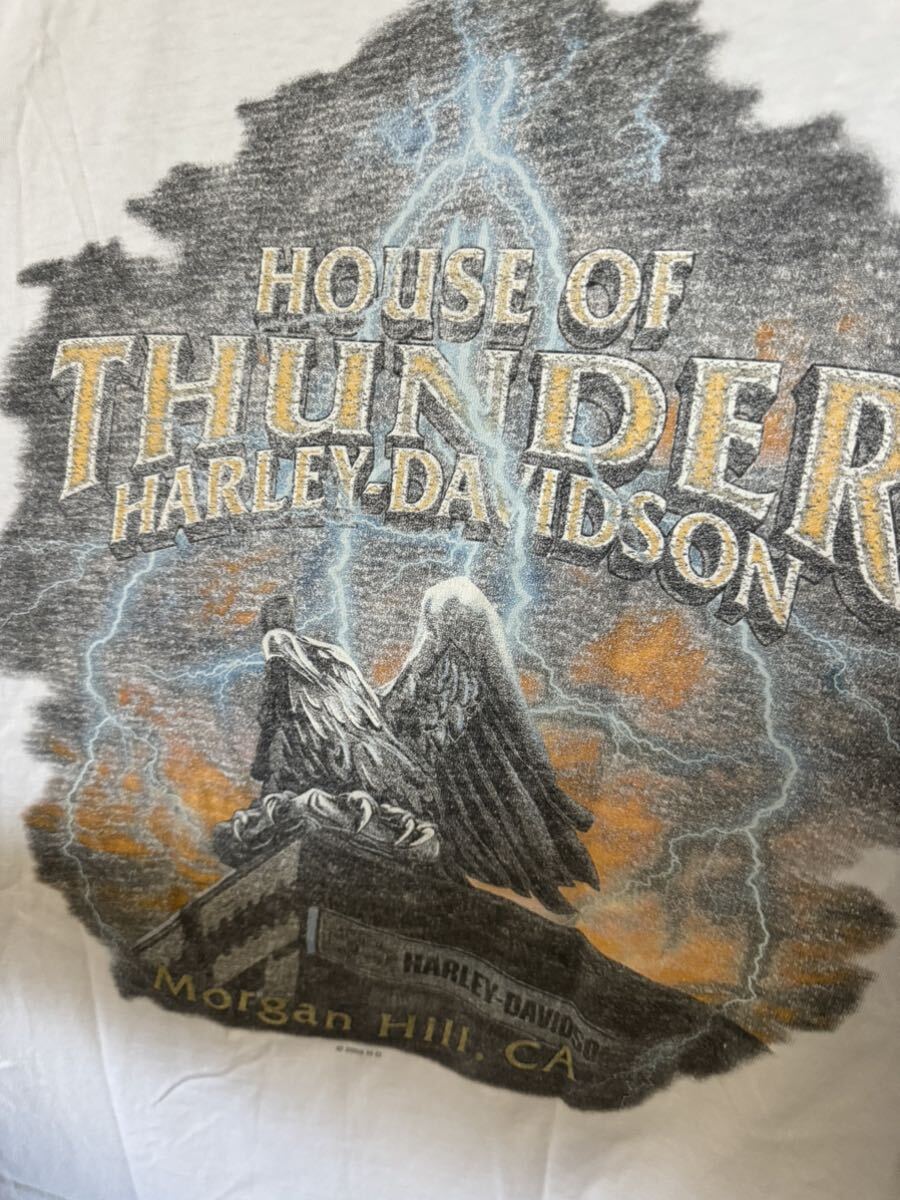 HOUSE OF
THUNDER
HARLEY-DAVIDSON
HARLEY-DAVIDSO
Morgan Hill, CA